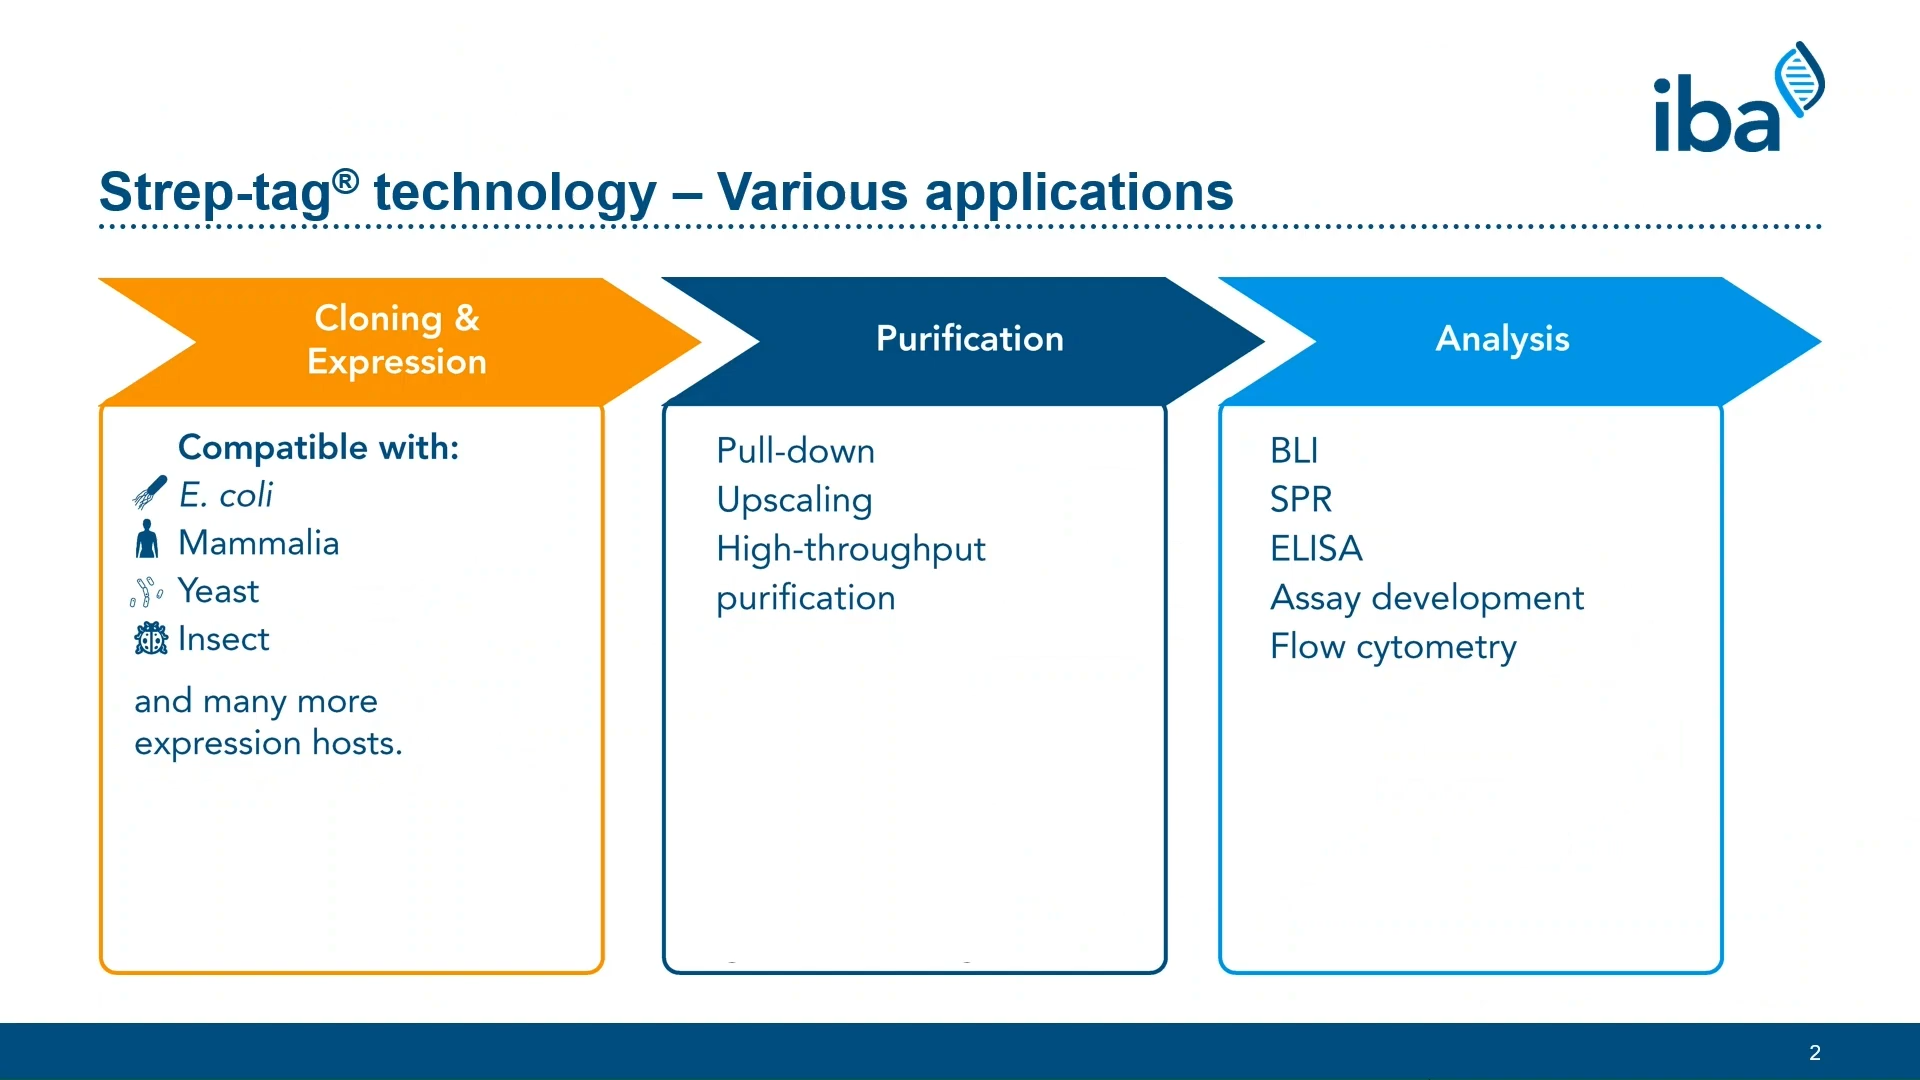 iba
Strep-tag® technology – Various applications
Cloning &
Expression
Compatible with:
E. coli
Mammalia
Yeast
Insect
and many more
expression hosts.
Purification
Pull-down
Upscaling
High-throughput
purification
Analysis
BLI
SPR
ELISA
Assay development
Flow cytometry
2